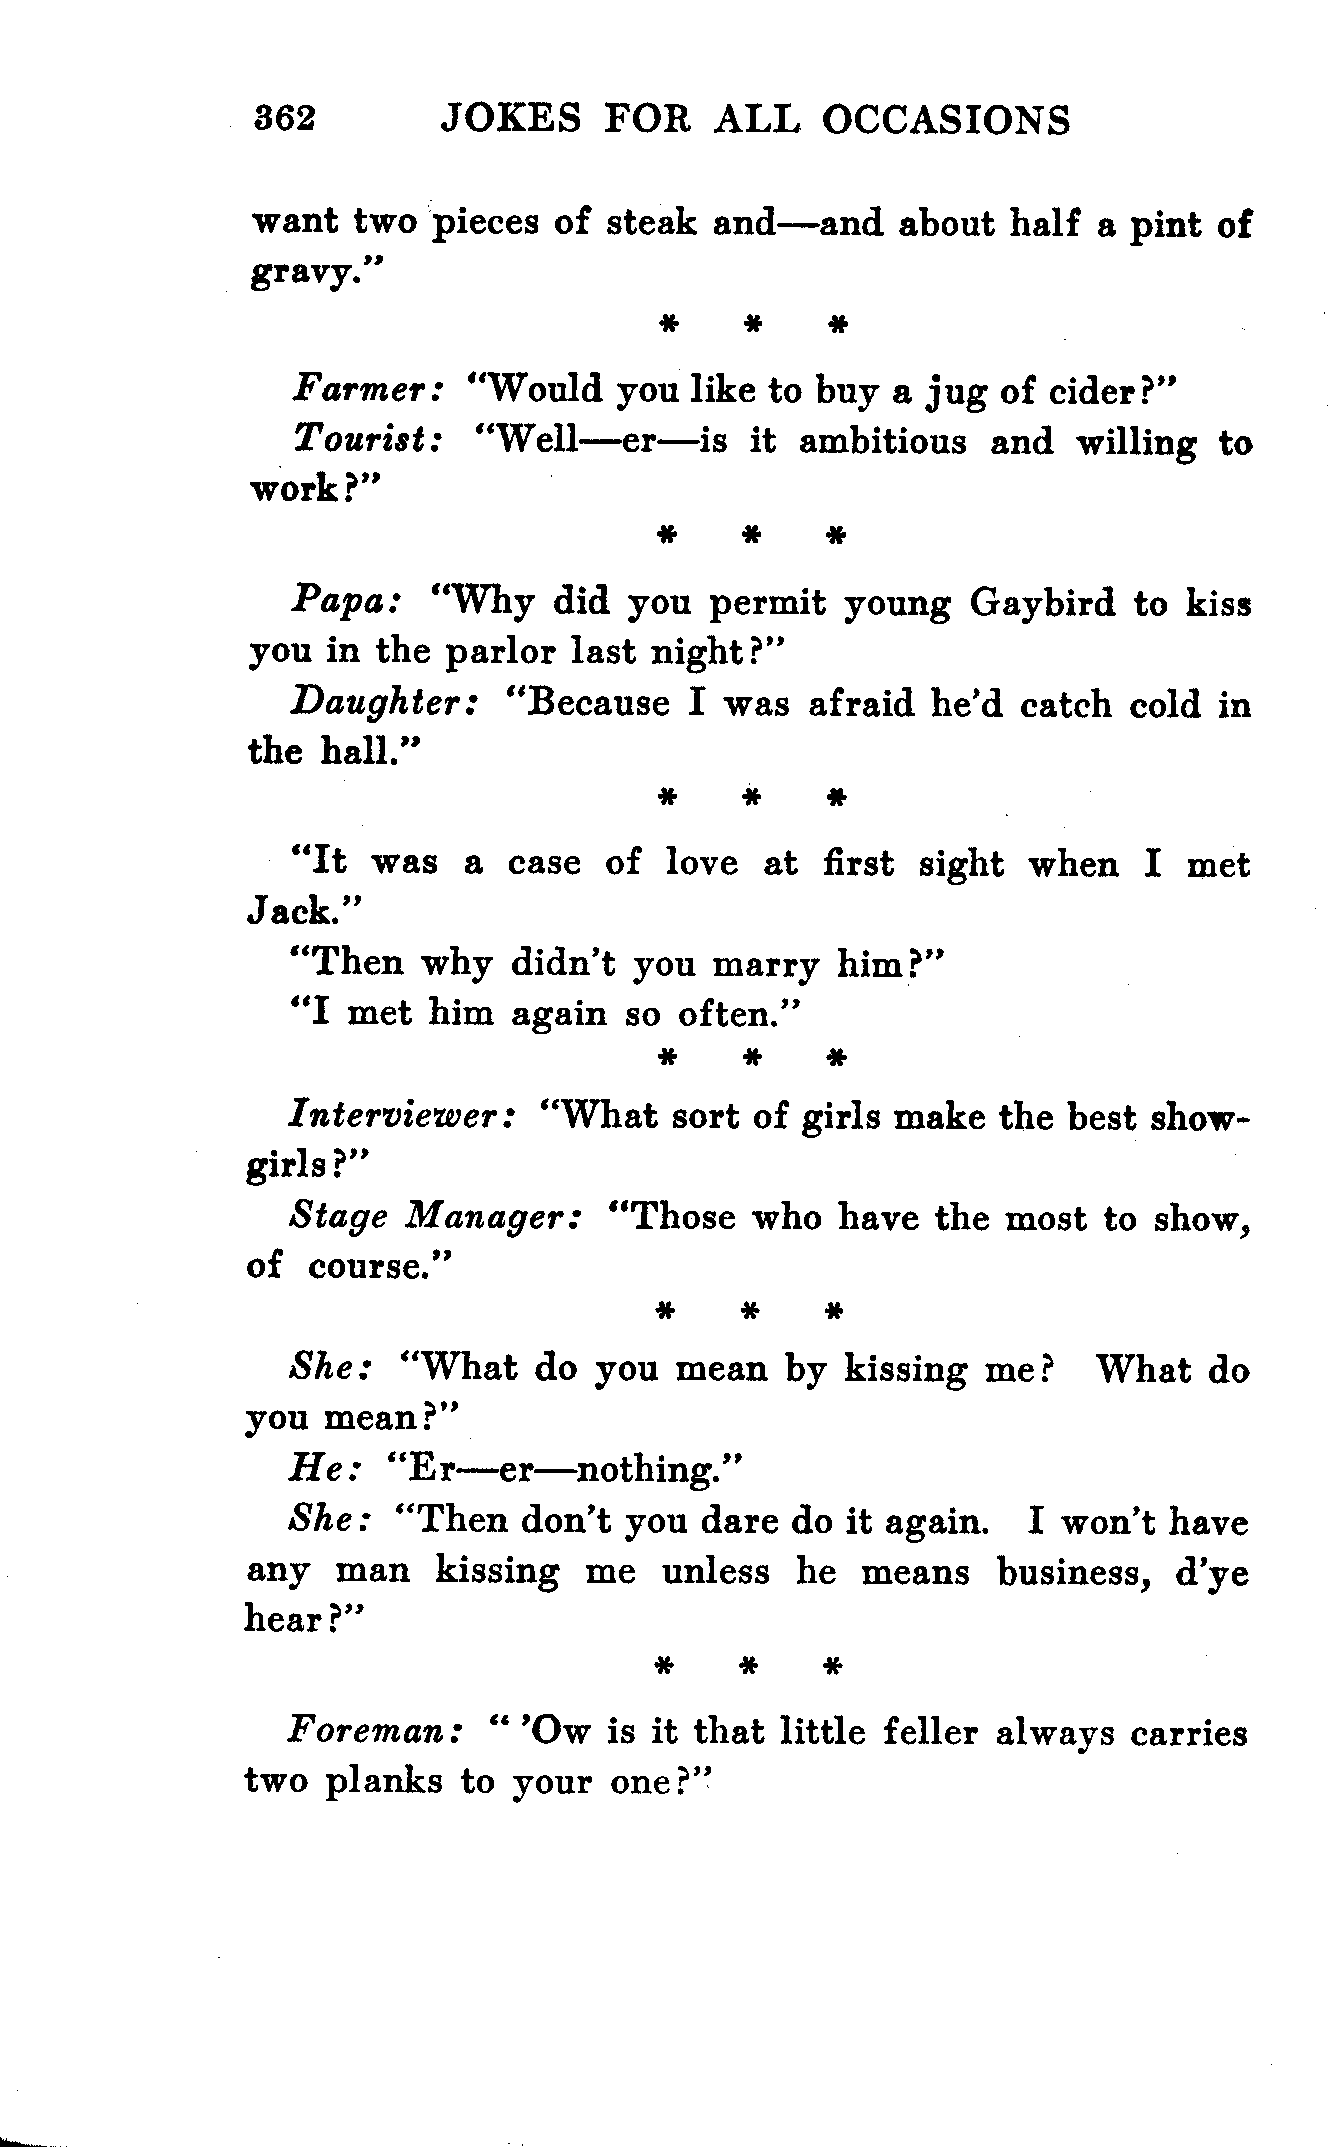 362 JOKES FOR ALL OCCASIONS
want two pieces of steak and—and about half a pint of
gravy."
* * *
Farmer: "Would you like to buy a jug of cider?"
Tourist: "Well—er—is it ambitious and willing to
work?"
* * *
Papa: "Why did you permit young Gaybird to kiss
you in the parlor last night?"
Daughter: "Because I was afraid he'd catch cold in
the hall."
* * *
"It was a case of love at first sight when I met
Jack."
"Then why didn't you marry him?"
"I met him again so often."
* * *
Interviewer: "What sort of girls make the best show-
girls?"
Stage Manager: "Those who have the most to show,
of course."
* * *
She: "What do you mean by kissing me? What do
you mean?"
He: "Er—er—nothing."
She: "Then don't you dare do it again. I won't have
any man kissing me unless he means business, d'ye
hear?"
* * *
Foreman: " 'Ow is it that little feller always carries
two planks to your one?"